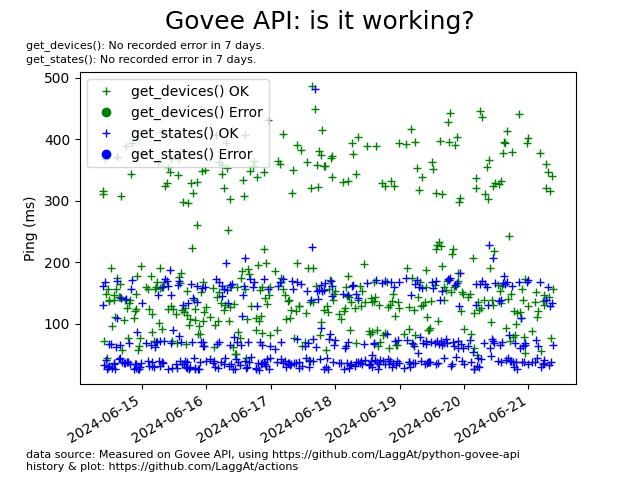 Govee API: is it working?
get_devices(): No recorded error in 7 days.
get_states(): No recorded error in 7 days.
500
400
300
200
100
Ping (ms)
get_devices() OK
get_devices() Error
get_states() OK
get_states() Error
2024-06-15
2024-06-16
2024-06-17
2024-06-18
2024-06-19
2024-06-20
2024-06-21
data source: Measured on Govee API, using https://github.com/LaggAt/python-govee-api
history & plot: https://github.com/LaggAt/actions